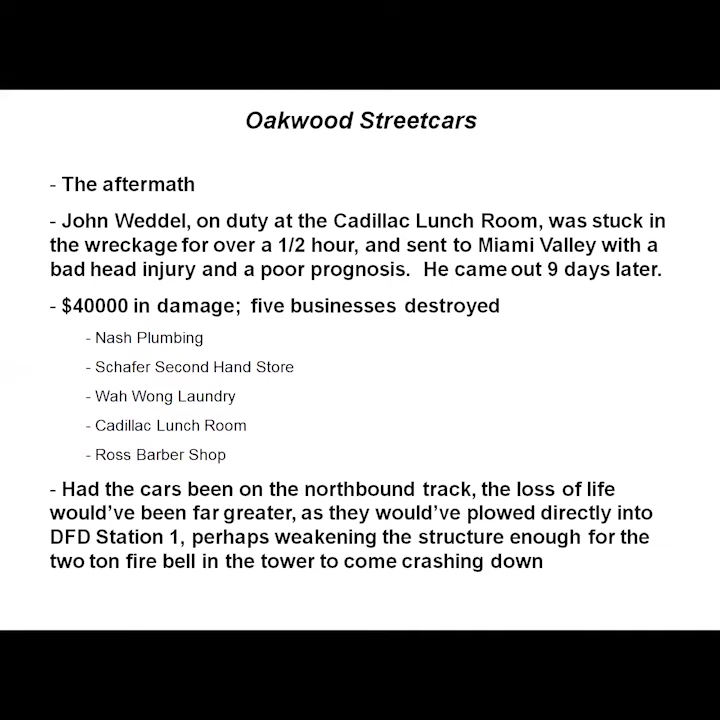 Oakwood Streetcars
- The aftermath
- John Weddel, on duty at the Cadillac Lunch Room, was stuck in
the wreckage for over a 1/2 hour, and sent to Miami Valley with a
bad head injury and a poor prognosis.  He came out 9 days later.
- $40000 in damage;  five businesses destroyed
- Nash Plumbing
- Schafer Second Hand Store
- Wah Wong Laundry
- Cadillac Lunch Room
- Ross Barber Shop
- Had the cars been on the northbound track, the loss of life
would’ve been far greater, as they would’ve plowed directly into
DFD Station 1, perhaps weakening the structure enough for the
two ton fire bell in the tower to come crashing down